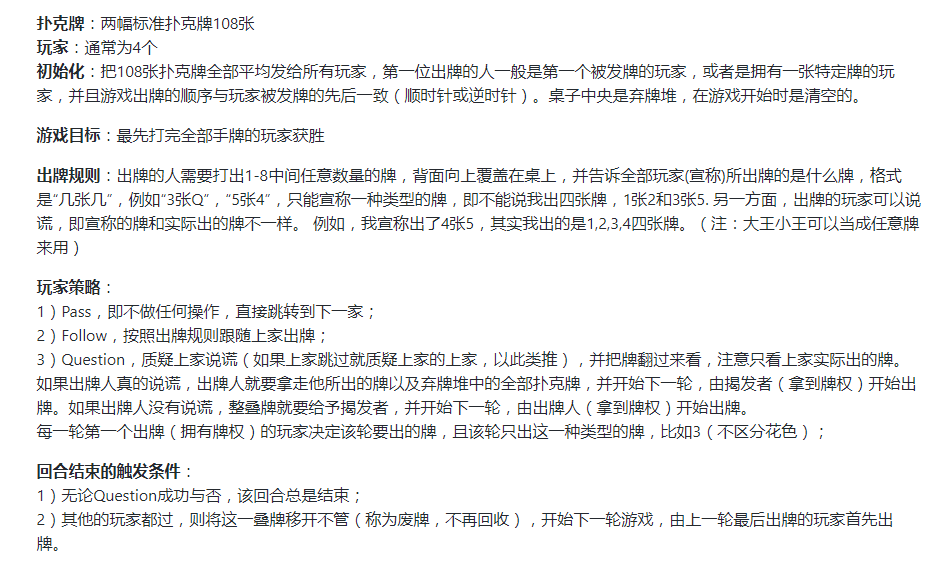 扑克牌：两幅标准扑克牌108张
玩家：通常为4个
初始化：把108张扑克牌全部平均发给所有玩家，第一位出牌的人一般是第一个被发牌的玩家，或者是拥有一张特定牌的玩
家，并且游戏出牌的顺序与玩家被发牌的先后一致（顺时针或逆时针）。桌子中央是弃牌堆，在游戏开始时是清空的。
游戏目标：最先打完全部手牌的玩家获胜
出牌规则：出牌的人需要打出1-8中间任意数量的牌，背面向上覆盖在桌上，并告诉全部玩家(宣称)所出牌的是什么牌，格式
是“几张几”，例如“3张Q”，“5张4”，只能宣称一种类型的牌，即不能说我出四张牌，1张2和3张5. 另一方面，出牌的玩家可以说
谎，即宣称的牌和实际出的牌不一样。 例如，我宣称出了4张5，其实我出的是1,2,3,4四张牌。（ 注：大王小王可以当成任意牌
来用 ）
玩家策略：
1 ）Pass，即不做任何操作，直接跳转到下一家；
2 ）Follow，按照出牌规则跟随上家出牌；
3 ）Question，质疑上家说谎（如果上家跳过就质疑上家的上家，以此类推），并把牌翻过来看，注意只看上家实际出的牌。
如果出牌人真的说谎，出牌人就要拿走他所出的牌以及弃牌堆中的全部扑克牌，并开始下一轮，由揭发者（拿到牌权）开始出
牌。如果出牌人没有说谎，整叠牌就要给予揭发者，并开始下一轮，由出牌人（拿到牌权）开始出牌。
每一轮第一个出牌（拥有牌权）的玩家决定该轮要出的牌，且该轮只出这一种类型的牌，比如3（不区分花色）；
回合结束的触发条件：
1 ）无论Question成功与否，该回合总是结束；
2 ）其他的玩家都过，则将这一叠牌移开不管（称为废牌，不再回收），开始下一轮游戏，由上一轮最后出牌的玩家首先出
牌。